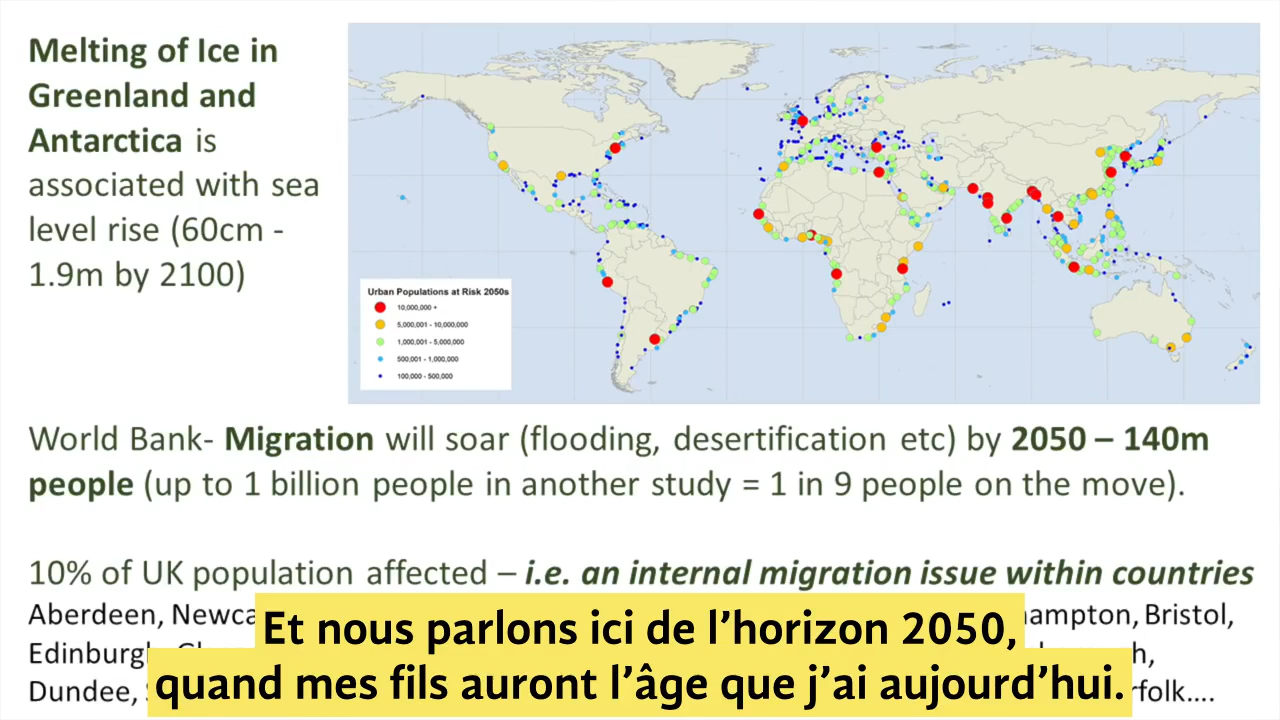 Melting of Ice in
Greenland and
Antarctica is
associated with sea
level rise (60cm -
1.9m by 2100)
Urban Populations at Risk 2050s
10,000,000 +
5,000,001 - 10,000,000
1,000,001 - 5,000,000
500,001 - 1,000,000
100,000 - 500,000
World Bank- Migration will soar (flooding, desertification etc) by 2050 – 140m
people (up to 1 billion people in another study = 1 in 9 people on the move).
10% of UK population affected – i.e. an internal migration issue within countries
Aberdeen, Bristol,
Dundee,
Et nous parlons ici de l’horizon 2050,
quand mes fils auront l’âge que j’ai aujourd’hui.